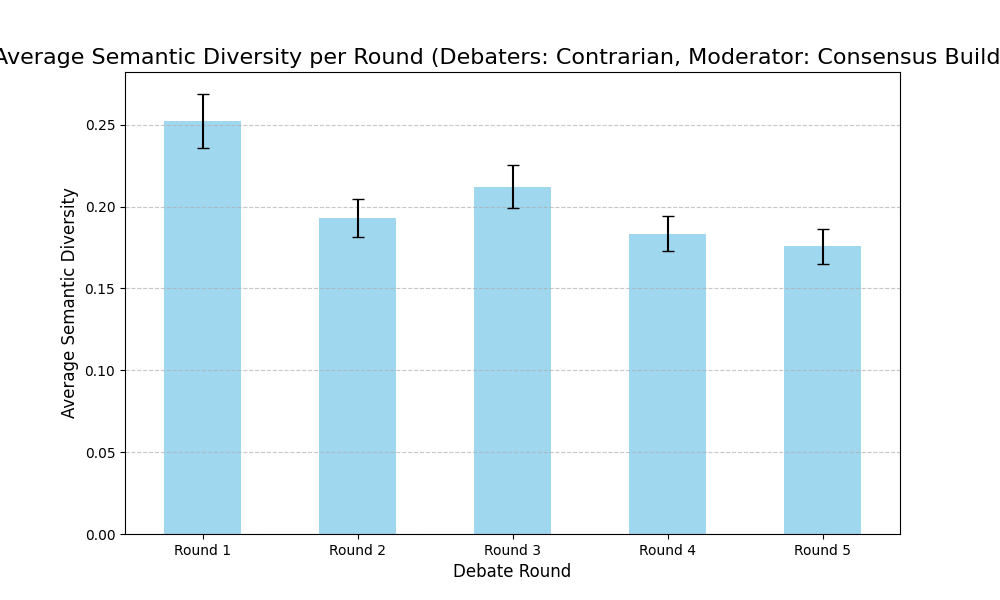 Average Semantic Diversity per Round (Debaters: Contrarian, Moderator: Consensus Build
Average Semantic Diversity
0.25
0.20
0.15
0.10
0.05
0.00
Round 1 Round 2 Round 3 Round 4 Round 5
Debate Round